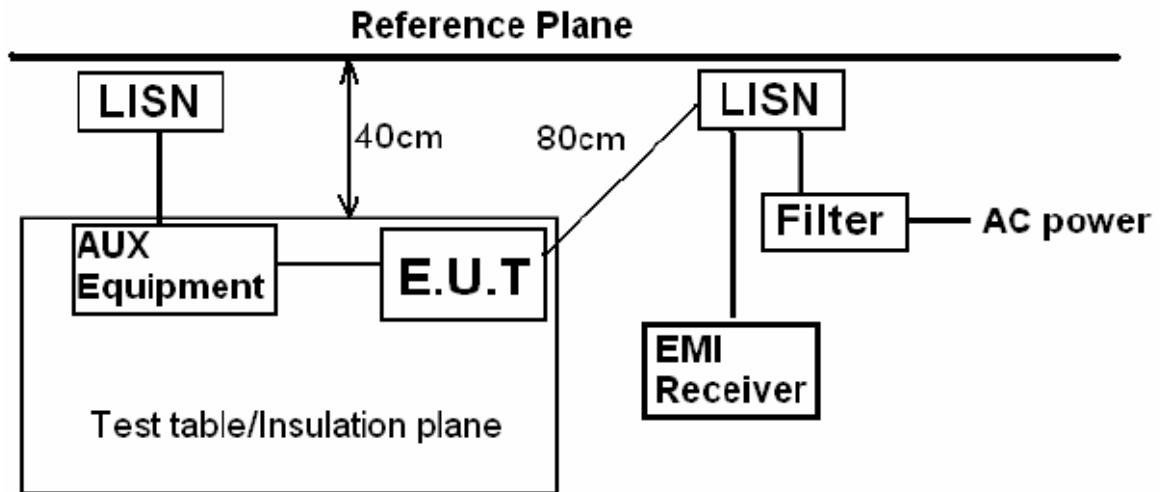 Reference Plane
LISN
LISN
40cm
80cm
Filter
AC power
AUX
Equipment
E.U.T
EMI
Receiver
Test table/Insulation plane